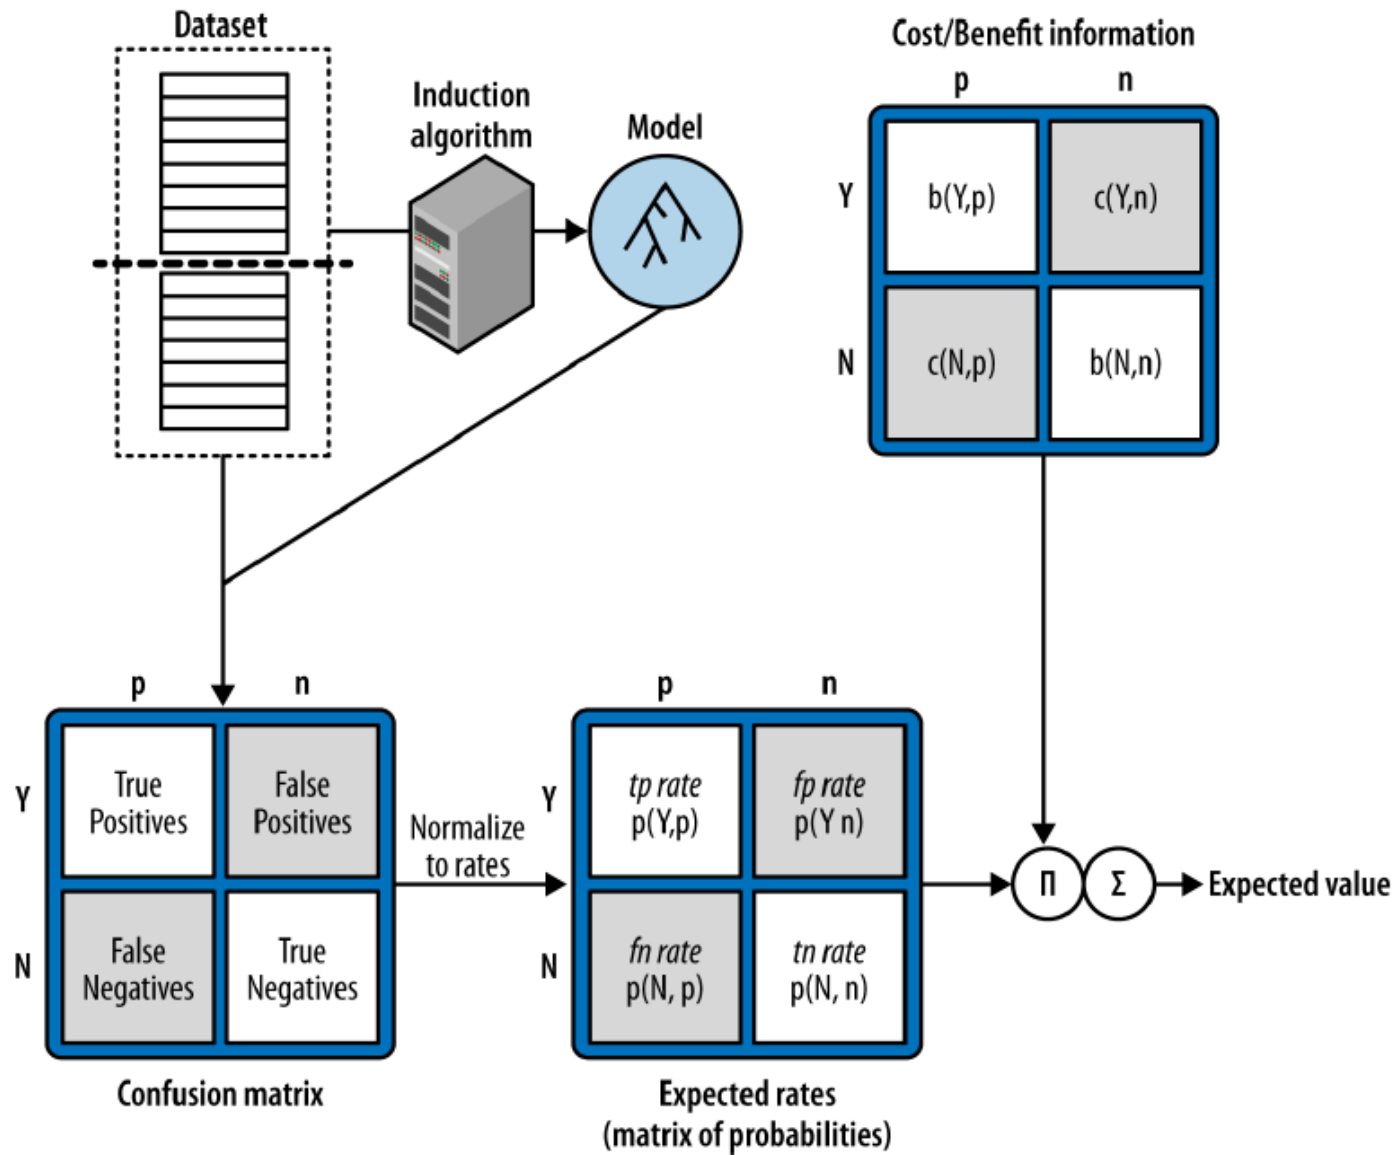 Dataset
Induction
algorithm
Model
Cost/Benefit information
p n
Y b(Y,p) c(Y,n)
N c(N,p) b(N,n)
p n
Y True
Positives
False
Positives
N False
Negatives
True
Negatives
Confusion matrix
Normalize
to rates
p n
Y tp rate
p(Y,p)
fp rate
p(Y n)
N fn rate
p(N, p)
tn rate
p(N, n)
Expected rates
(matrix of probabilities)
Π Σ
Expected value